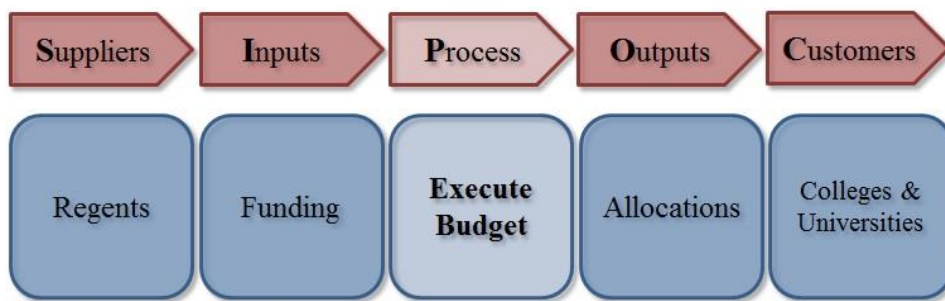 Suppliers
Inputs
Process
Outputs
Customers
Regents
Funding
Execute
Budget
Allocations
Colleges &
Universities